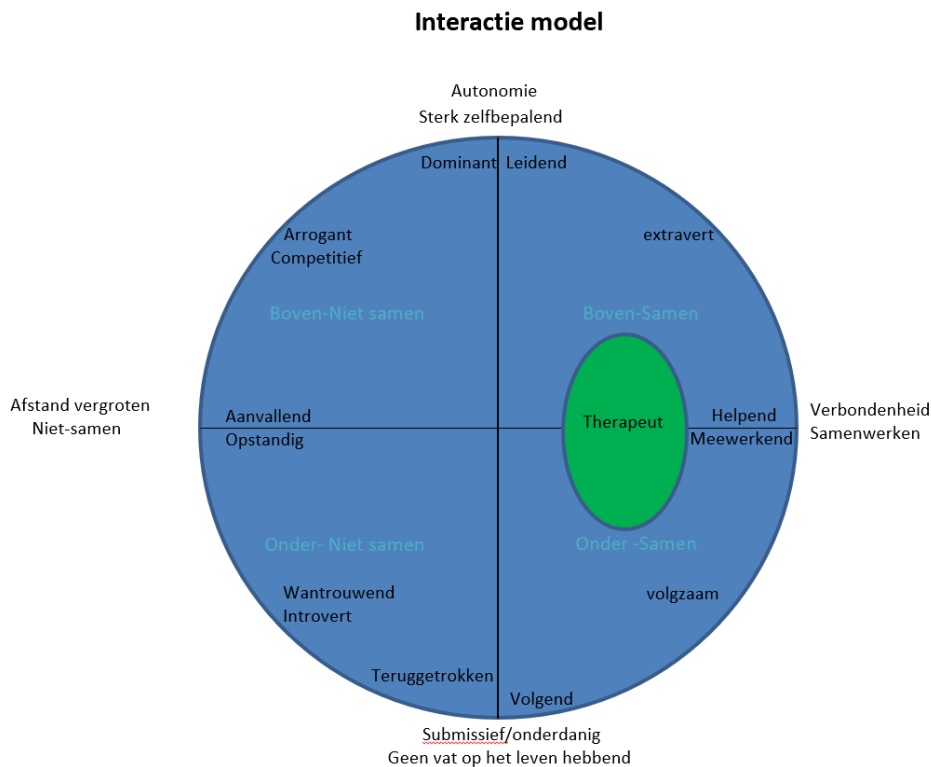 Interactie model
Autonomie
Sterk zelfbepalend
Dominant Leidend
Arrogant
Competitief
extravert
Boven-Niet samen
Boven-Samen
Afstand vergroten
Niet-samen
Aanvallend
Opstandig
Therapeut
Helpend
Meewerkend
Verbondenheid
Samenwerken
Onder- Niet samen
Onder -Samen
Wantrouwend
Introvert
volgzaam
Teruggetrokken
Volgend
Submissief/onderdanig
Geen vat op het leven hebbend